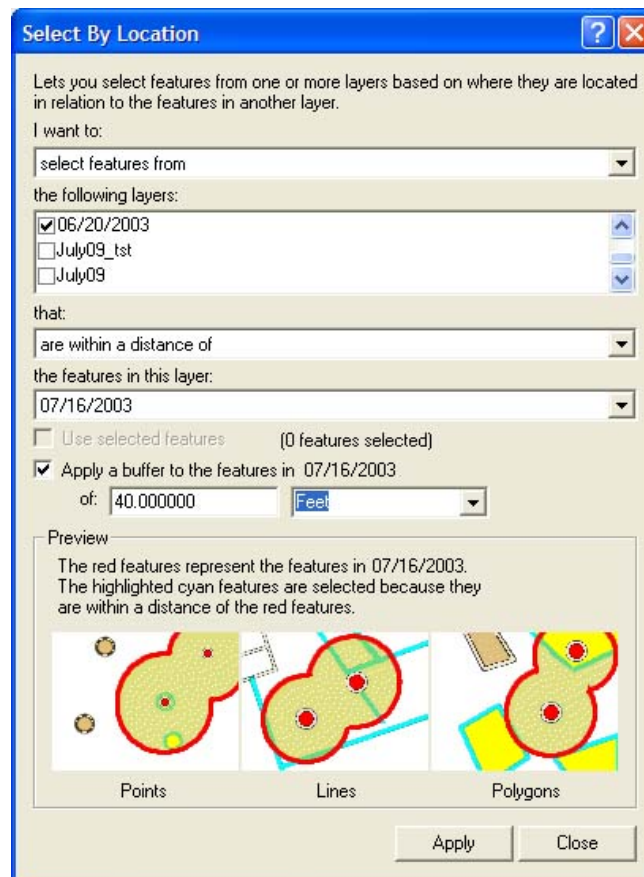 Select By Location
Lets you select features from one or more layers based on where they are located
in relation to the features in another layer.
I want to:
select features from
the following layers:
06/20/2003
July09_tst
July09
that:
are within a distance of
the features in this layer:
07/16/2003
Use selected features (0 features selected)
Apply a buffer to the features in 07/16/2003
of: 40.000000 Feet
Preview
The red features represent the features in 07/16/2003.
The highlighted cyan features are selected because they
are within a distance of the red features.
Points Lines Polygons
Apply Close